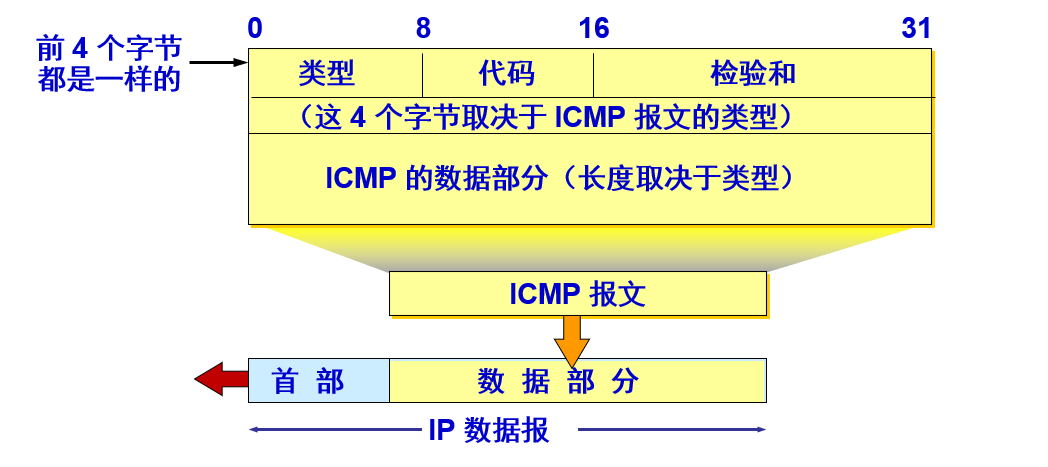 0 8 16 31
前 4 个字节
都是一样的
类型 代码 检验和
（这 4 个字节取决于 ICMP 报文的类型）
ICMP 的数据部分（长度取决于类型）
ICMP 报文
首 部 数 据 部 分
IP 数据报